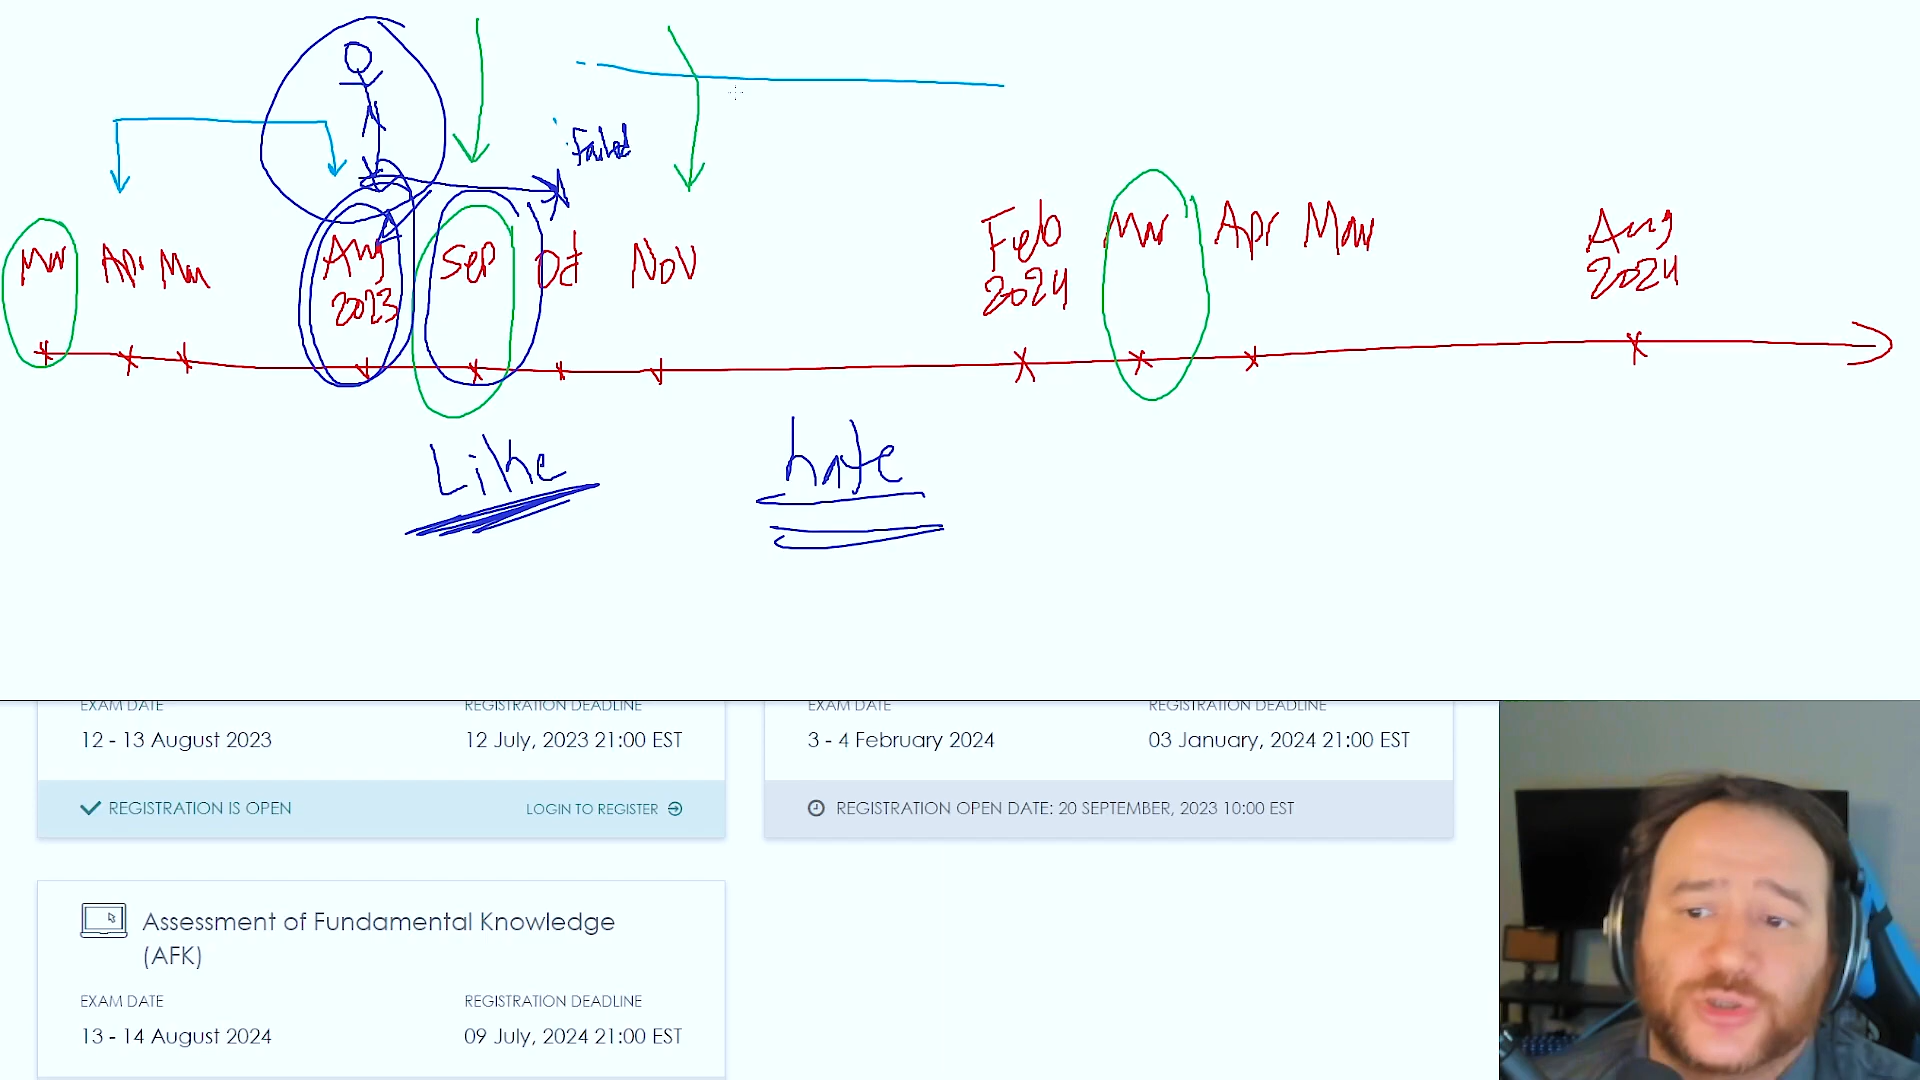 Failed
Mar Apr May Aug 2023 Sep Oct Nov Feb 2024 Mar Apr May Aug 2024
Like hate
EXAM DATE REGISTRATION DEADLINE EXAM DATE REGISTRATION DEADLINE
12 - 13 August 2023 12 July, 2023 21:00 EST 3 - 4 February 2024 03 January, 2024 21:00 EST
REGISTRATION IS OPEN LOGIN TO REGISTER REGISTRATION OPEN DATE: 20 SEPTEMBER, 2023 10:00 EST
Assessment of Fundamental Knowledge
(AFK)
EXAM DATE REGISTRATION DEADLINE
13 - 14 August 2024 09 July, 2024 21:00 EST